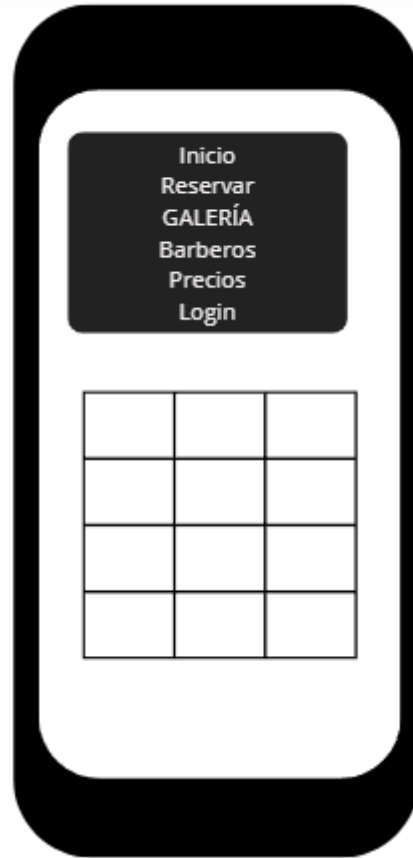 Inicio
Reservar
GALERÍA
Barberos
Precios
Login